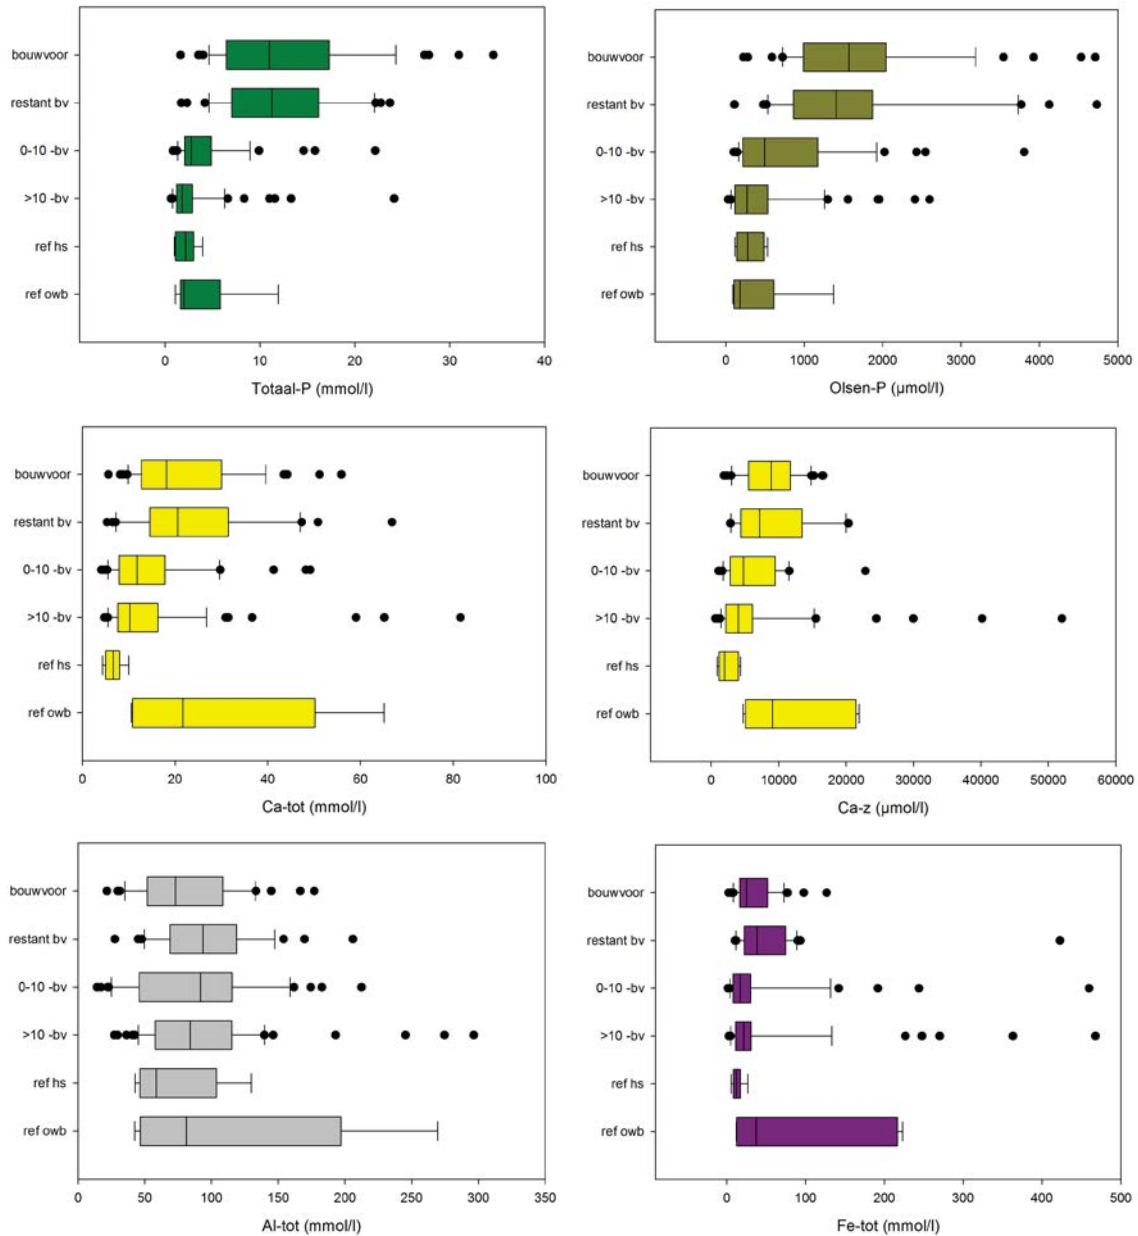 bouwvoor
restant bv
0-10 -bv
>10 -bv
ref hs
ref owb
0 10 20 30 40
Totaal-P (mmol/l)
bouwvoor
restant bv
0-10 -bv
>10 -bv
ref hs
ref owb
0 1000 2000 3000 4000 5000
Olsen-P (µmol/l)
bouwvoor
restant bv
0-10 -bv
>10 -bv
ref hs
ref owb
0 20 40 60 80 100
Ca-tot (mmol/l)
bouwvoor
restant bv
0-10 -bv
>10 -bv
ref hs
ref owb
0 10000 20000 30000 40000 50000 60000
Ca-z (µmol/l)
bouwvoor
restant bv
0-10 -bv
>10 -bv
ref hs
ref owb
0 50 100 150 200 250 300 350
Al-tot (mmol/l)
bouwvoor
restant bv
0-10 -bv
>10 -bv
ref hs
ref owb
0 100 200 300 400 500
Fe-tot (mmol/l)